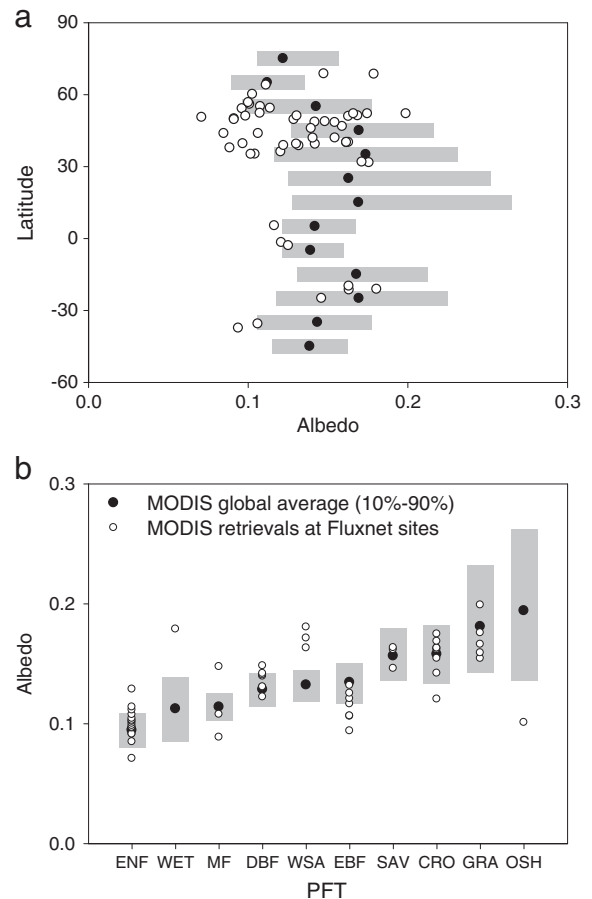 a
90
60
30
0
-30
-60
Latitude
0.0 0.1 0.2 0.3
Albedo
b
0.3
0.2
0.1
0.0
Albedo
MODIS global average (10%-90%)
MODIS retrievals at Fluxnet sites
ENF WET MF DBF WSA EBF SAV CRO GRA OSH
PFT